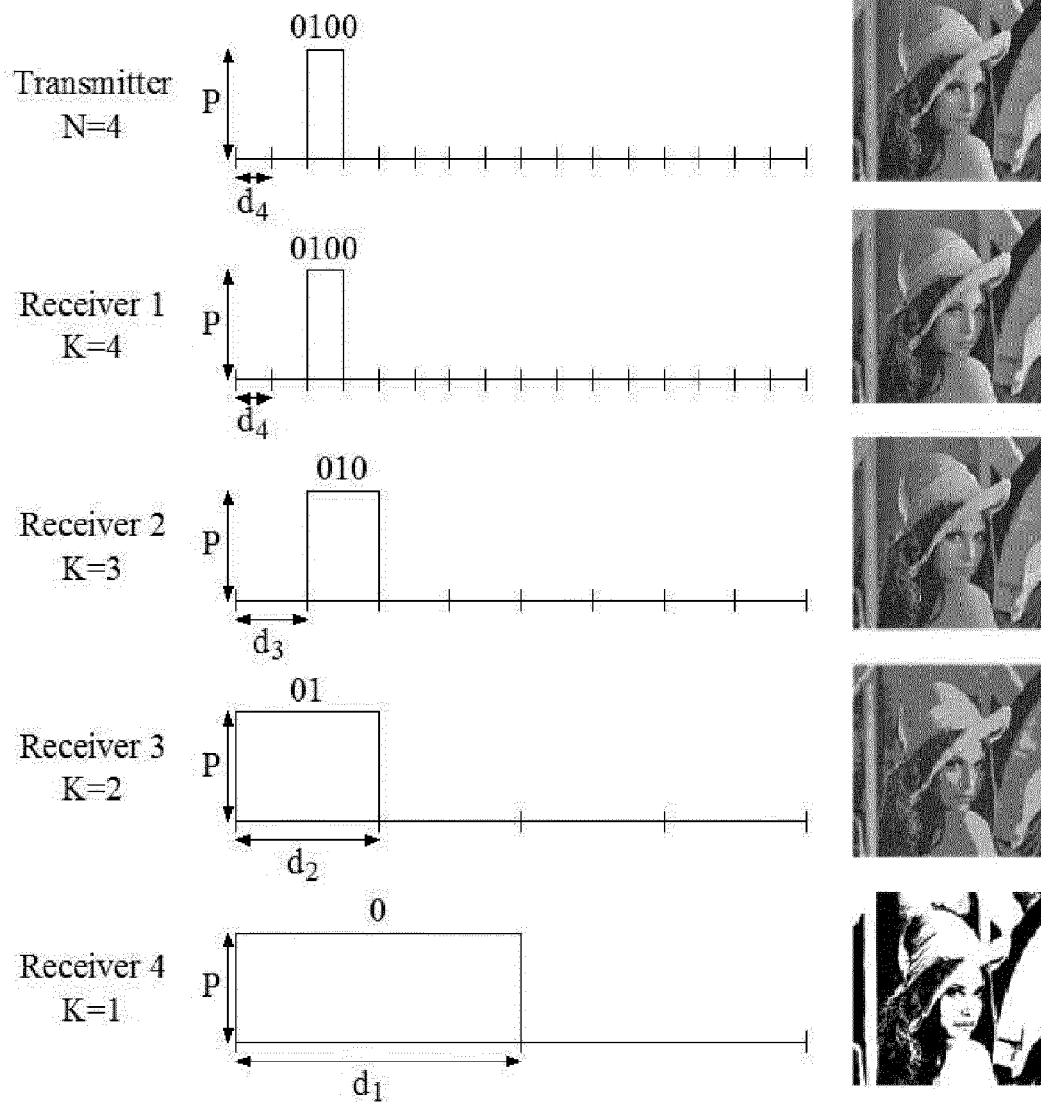 0100
Transmitter
N=4
P
d4
0100
Receiver 1
K=4
P
d4
010
Receiver 2
K=3
P
d3
01
Receiver 3
K=2
P
d2
0
Receiver 4
K=1
P
d1